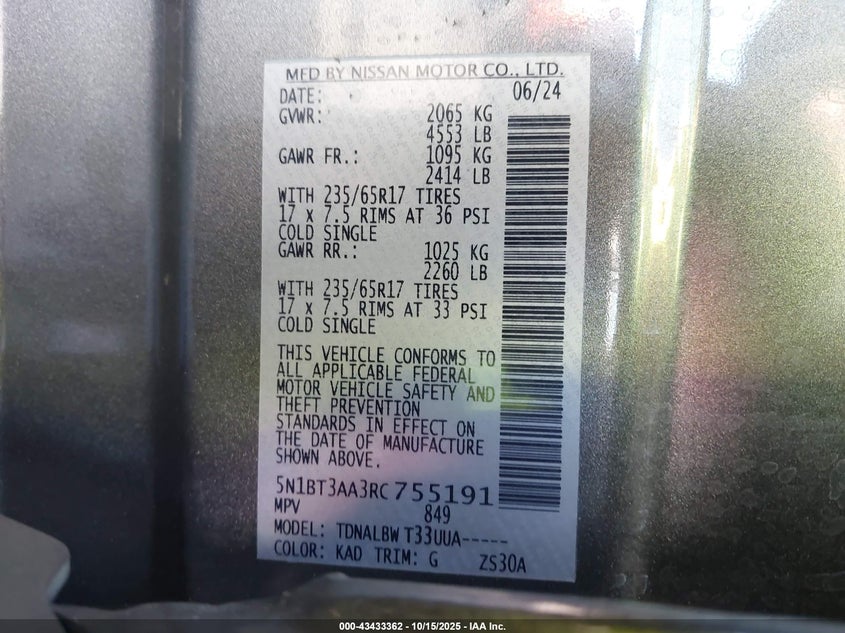 MFD BY NISSAN MOTOR CO., LTD.
DATE: 06/24
GVWR: 2065 KG
4553 LB
GAWR FR.: 1095 KG
2414 LB
WITH 235/65R17 TIRES
17 x 7.5 RIMS AT 36 PSI
COLD SINGLE
GAWR RR.: 1025 KG
2260 LB
WITH 235/65R17 TIRES
17 x 7.5 RIMS AT 33 PSI
COLD SINGLE
THIS VEHICLE CONFORMS TO
ALL APPLICABLE FEDERAL
MOTOR VEHICLE SAFETY AND
THEFT PREVENTION
STANDARDS IN EFFECT ON
THE DATE OF MANUFACTURE
SHOWN ABOVE.
5N1BT3AA3RC755191
MPV 849
MODEL: TDNALBW T33UUA-----
COLOR: KAD TRIM: G ZS30A
000-43433362 - 10/15/2025 - IAA Inc.